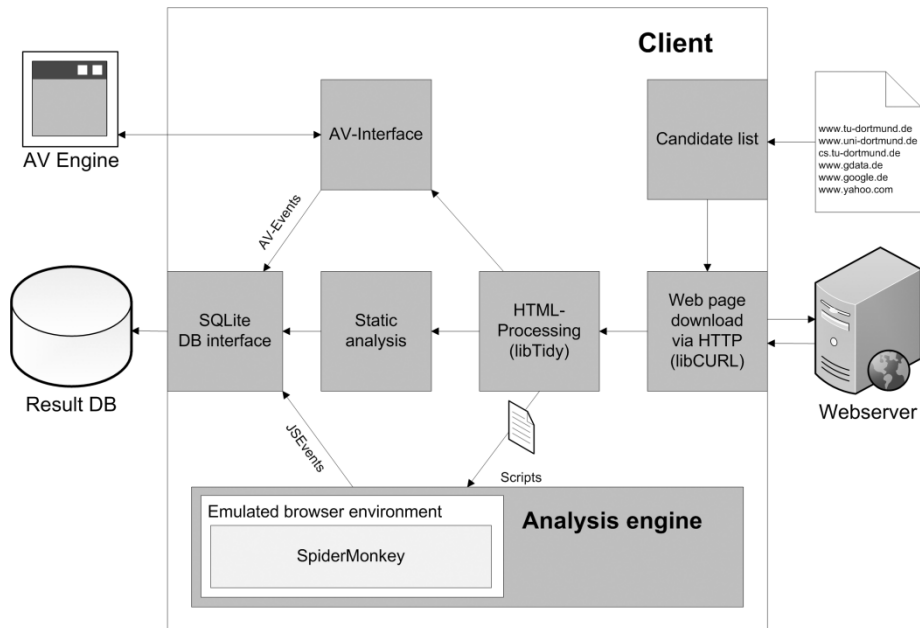 Client
AV Engine
AV-Interface
Candidate list
www.tu-dortmund.de
www.uni-dortmund.de
cs.tu-dortmund.de
www.gdata.de
www.google.de
www.yahoo.com
AV-Events
Result DB
SQLite
DB interface
Static
analysis
HTML-
Processing
(libTidy)
Web page
download
via HTTP
(libCURL)
Webserver
JSEvents
Scripts
Emulated browser environment
SpiderMonkey
Analysis engine